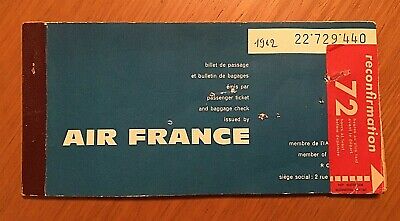 1962 22'729'440
billet de passage
et bulletin de bagages
émis par
passenger ticket
and baggage check
issued by
AIR FRANCE
membre de l'IA
member of
R C
siège social : 2 rue
reconfirmation
72